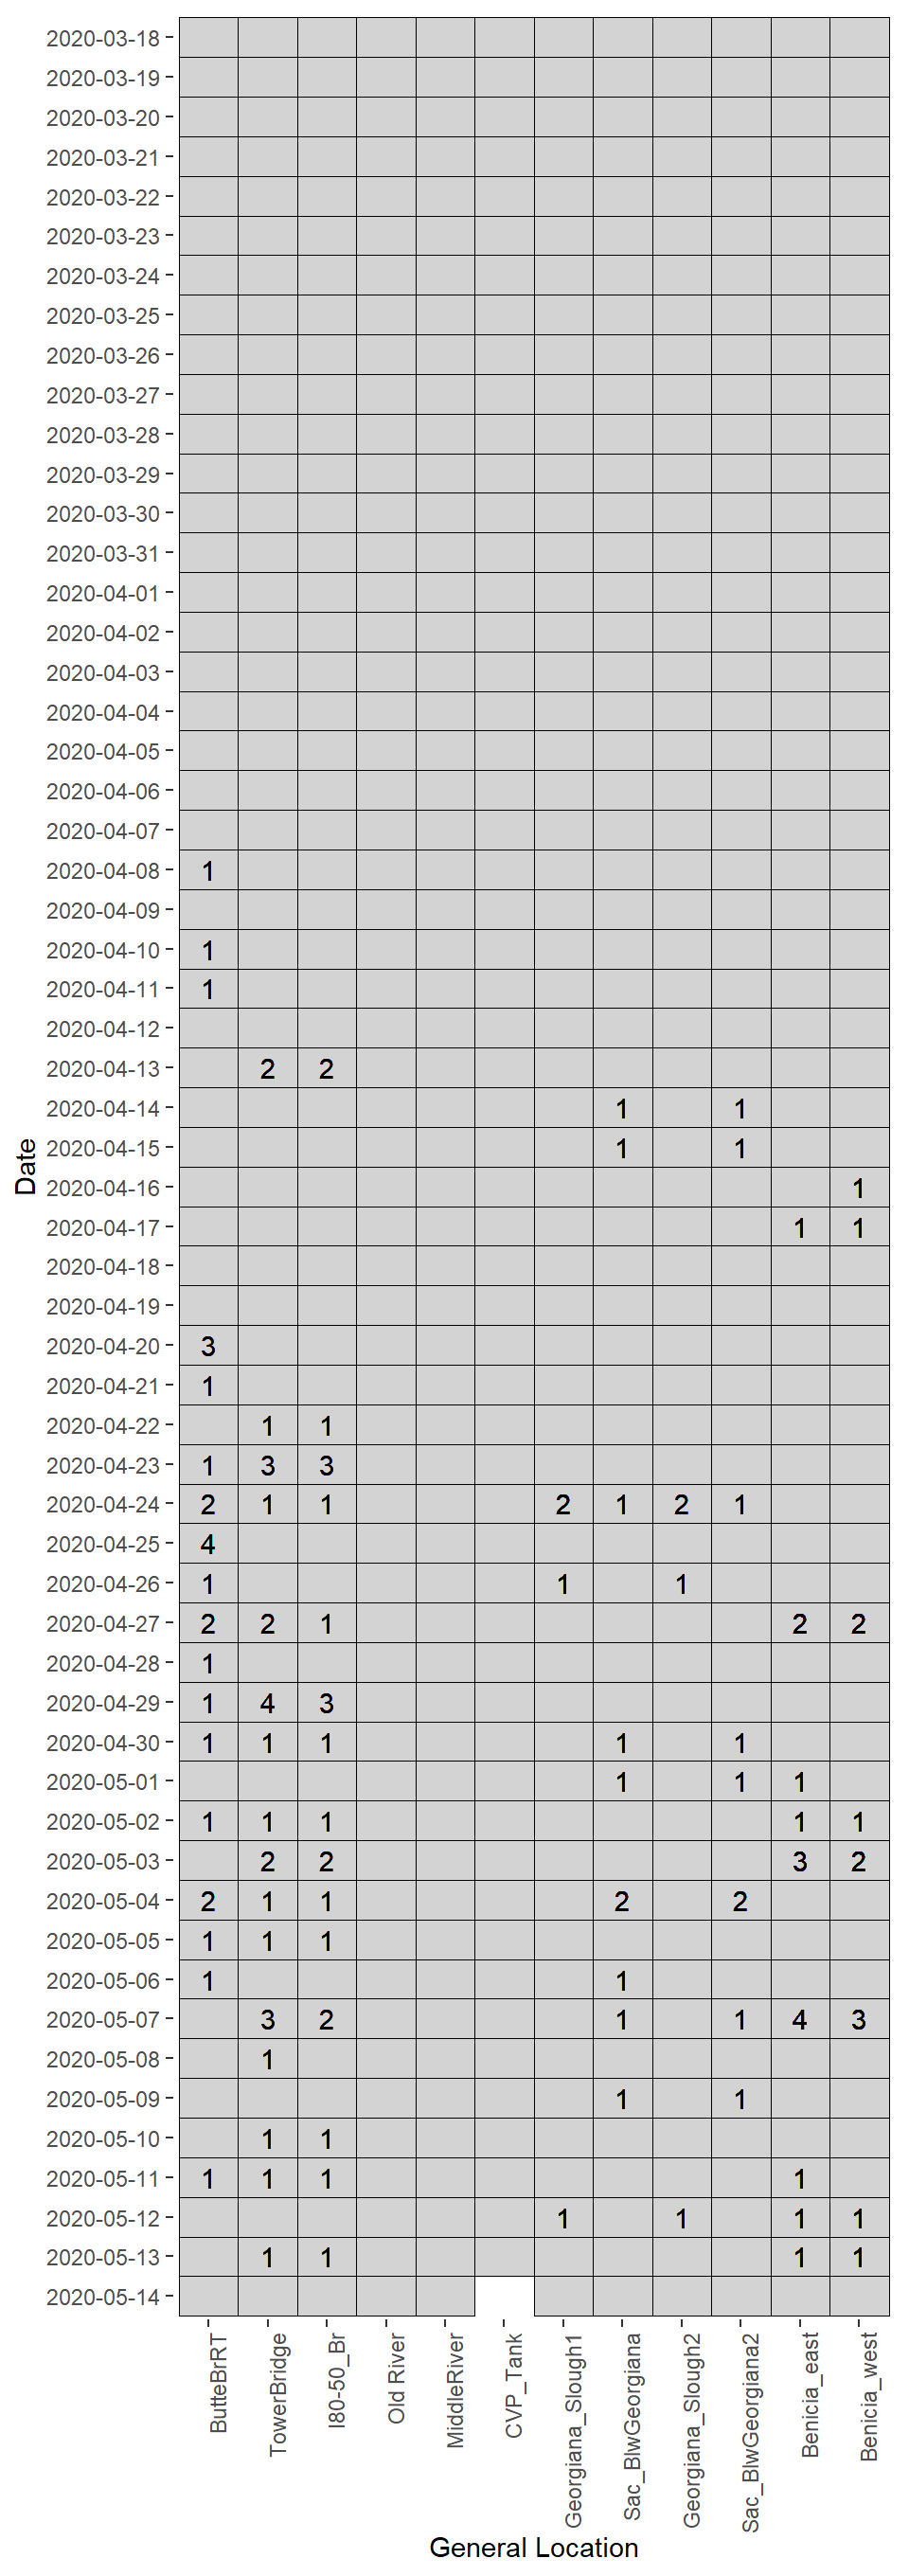 2020-03-18
2020-03-19
2020-03-20
2020-03-21
2020-03-22
2020-03-23
2020-03-24
2020-03-25
2020-03-26
2020-03-27
2020-03-28
2020-03-29
2020-03-30
2020-03-31
2020-04-01
2020-04-02
2020-04-03
2020-04-04
2020-04-05
2020-04-06
2020-04-07
2020-04-08 1
2020-04-09
2020-04-10 1
2020-04-11 1
2020-04-12
2020-04-13 2 2
2020-04-14 1 1
2020-04-15 1 1
Date
2020-04-16 1
2020-04-17 1 1
2020-04-18
2020-04-19
2020-04-20 3
2020-04-21 1
2020-04-22 1 1
2020-04-23 1 3 3
2020-04-24 2 1 1 2 1 2 1
2020-04-25 4
2020-04-26 1 1 1
2020-04-27 2 2 1 2 2
2020-04-28 1
2020-04-29 1 4 3
2020-04-30 1 1 1 1 1
2020-05-01 1 1 1
2020-05-02 1 1 1 1 1
2020-05-03 2 2 3 2
2020-05-04 2 1 1 2 2
2020-05-05 1 1 1
2020-05-06 1 1
2020-05-07 3 2 1 1 4 3
2020-05-08 1
2020-05-09 1 1
2020-05-10 1 1
2020-05-11 1 1 1 1
2020-05-12 1 1 1 1
2020-05-13 1 1 1 1
2020-05-14
ButteBrRT
TowerBridge
I80-50_Br
Old River
MiddleRiver
CVP_Tank
Georgiana_Slough1
Sac_BlwGeorgiana
Georgiana_Slough2
Sac_BlwGeorgiana2
Benicia_east
Benicia_west
General Location